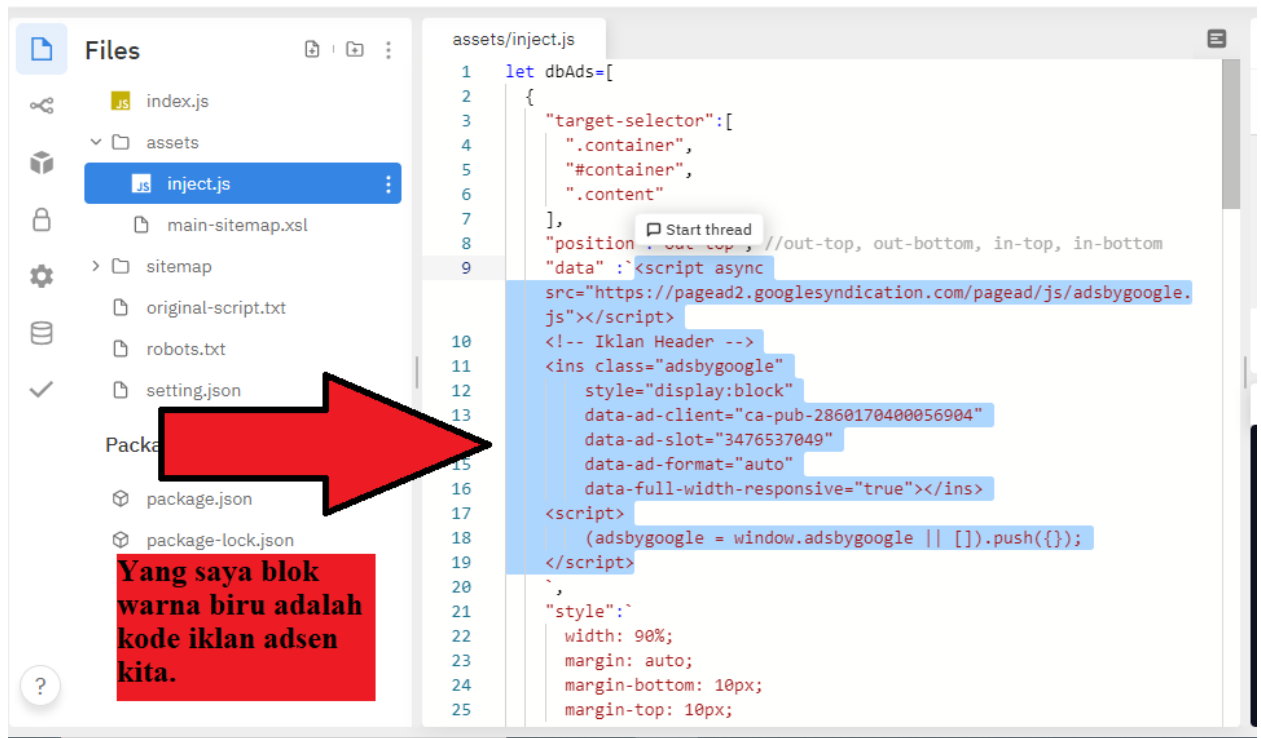 Files
index.js
assets
inject.js
main-sitemap.xsl
sitemap
original-script.txt
robots.txt
setting.json
Packa
package.json
package-lock.json
Yang saya blok
warna biru adalah
kode iklan adsen
kita.
?
assets/inject.js
1 let dbAds=[
2 {
3 "target-selector":[
4 ".container",
5 "#container",
6 ".content"
7 ],
Start thread
8 "position : out-top , //out-top, out-bottom, in-top, in-bottom
9 "data" :`<script async
src="https://pagead2.googlesyndication.com/pagead/js/adsbygoogle.
js"></script>
10 <!-- Iklan Header -->
11 <ins class="adsbygoogle"
12 style="display:block"
13 data-ad-client="ca-pub-2860170400056904"
data-ad-slot="3476537049"
15 data-ad-format="auto"
16 data-full-width-responsive="true"></ins>
17 <script>
18 (adsbygoogle = window.adsbygoogle || []).push({});
19 </script>
20 `,
21 "style":`
22 width: 90%;
23 margin: auto;
24 margin-bottom: 10px;
25 margin-top: 10px;